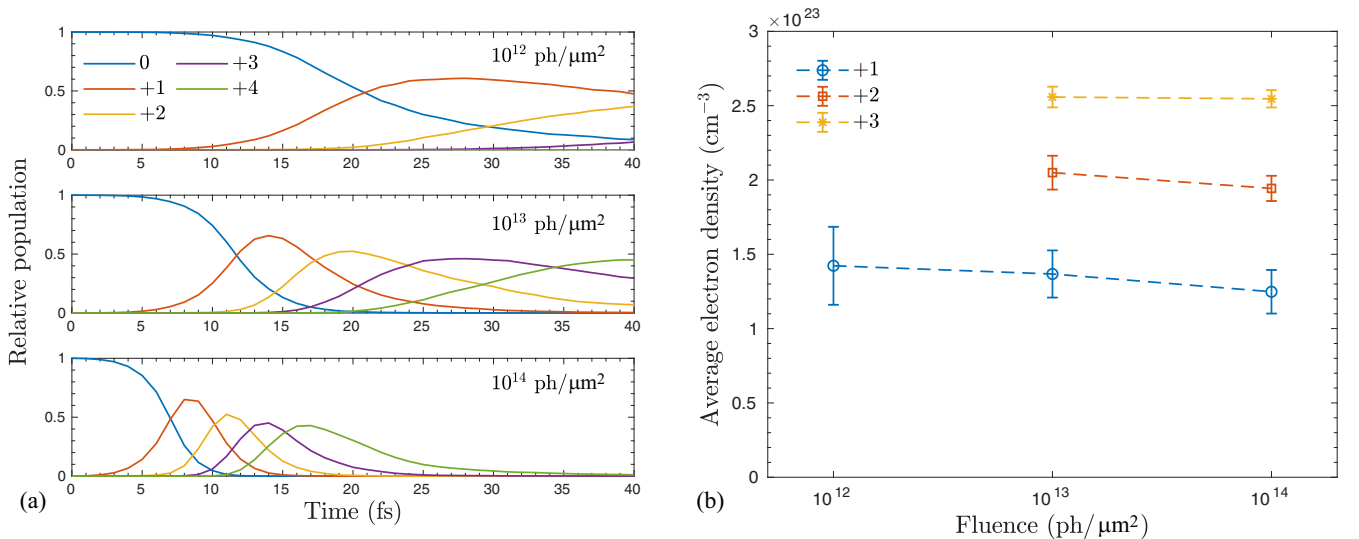 Relative population
1
0.5
0
0 5 10 15 20 25 30 35 40
0
+1
+2
+3
+4
10¹² ph/µm²
1
0.5
0
0 5 10 15 20 25 30 35 40
10¹³ ph/µm²
1
0.5
0
0 5 10 15 20 25 30 35 40
10¹⁴ ph/µm²
Time (fs)
(a)
×10²³
3
2.5
2
1.5
1
0.5
0
Average electron density (cm⁻³)
+1
+2
+3
10¹² 10¹³ 10¹⁴
Fluence (ph/µm²)
(b)